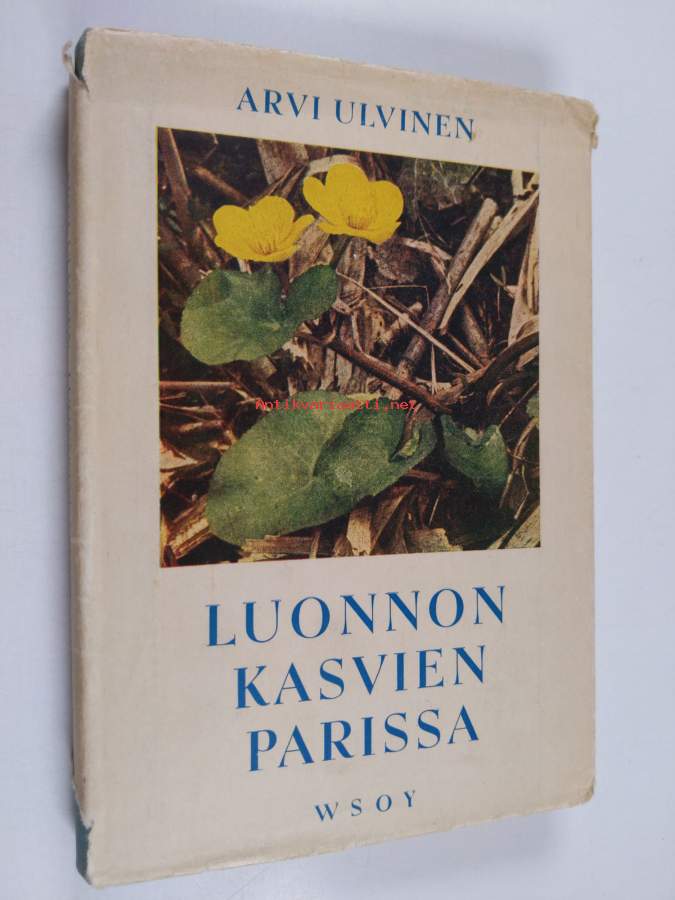 ARVI ULVINEN
Antikvariaatti.net
LUONNON
KASVIEN
PARISSA
WSOY